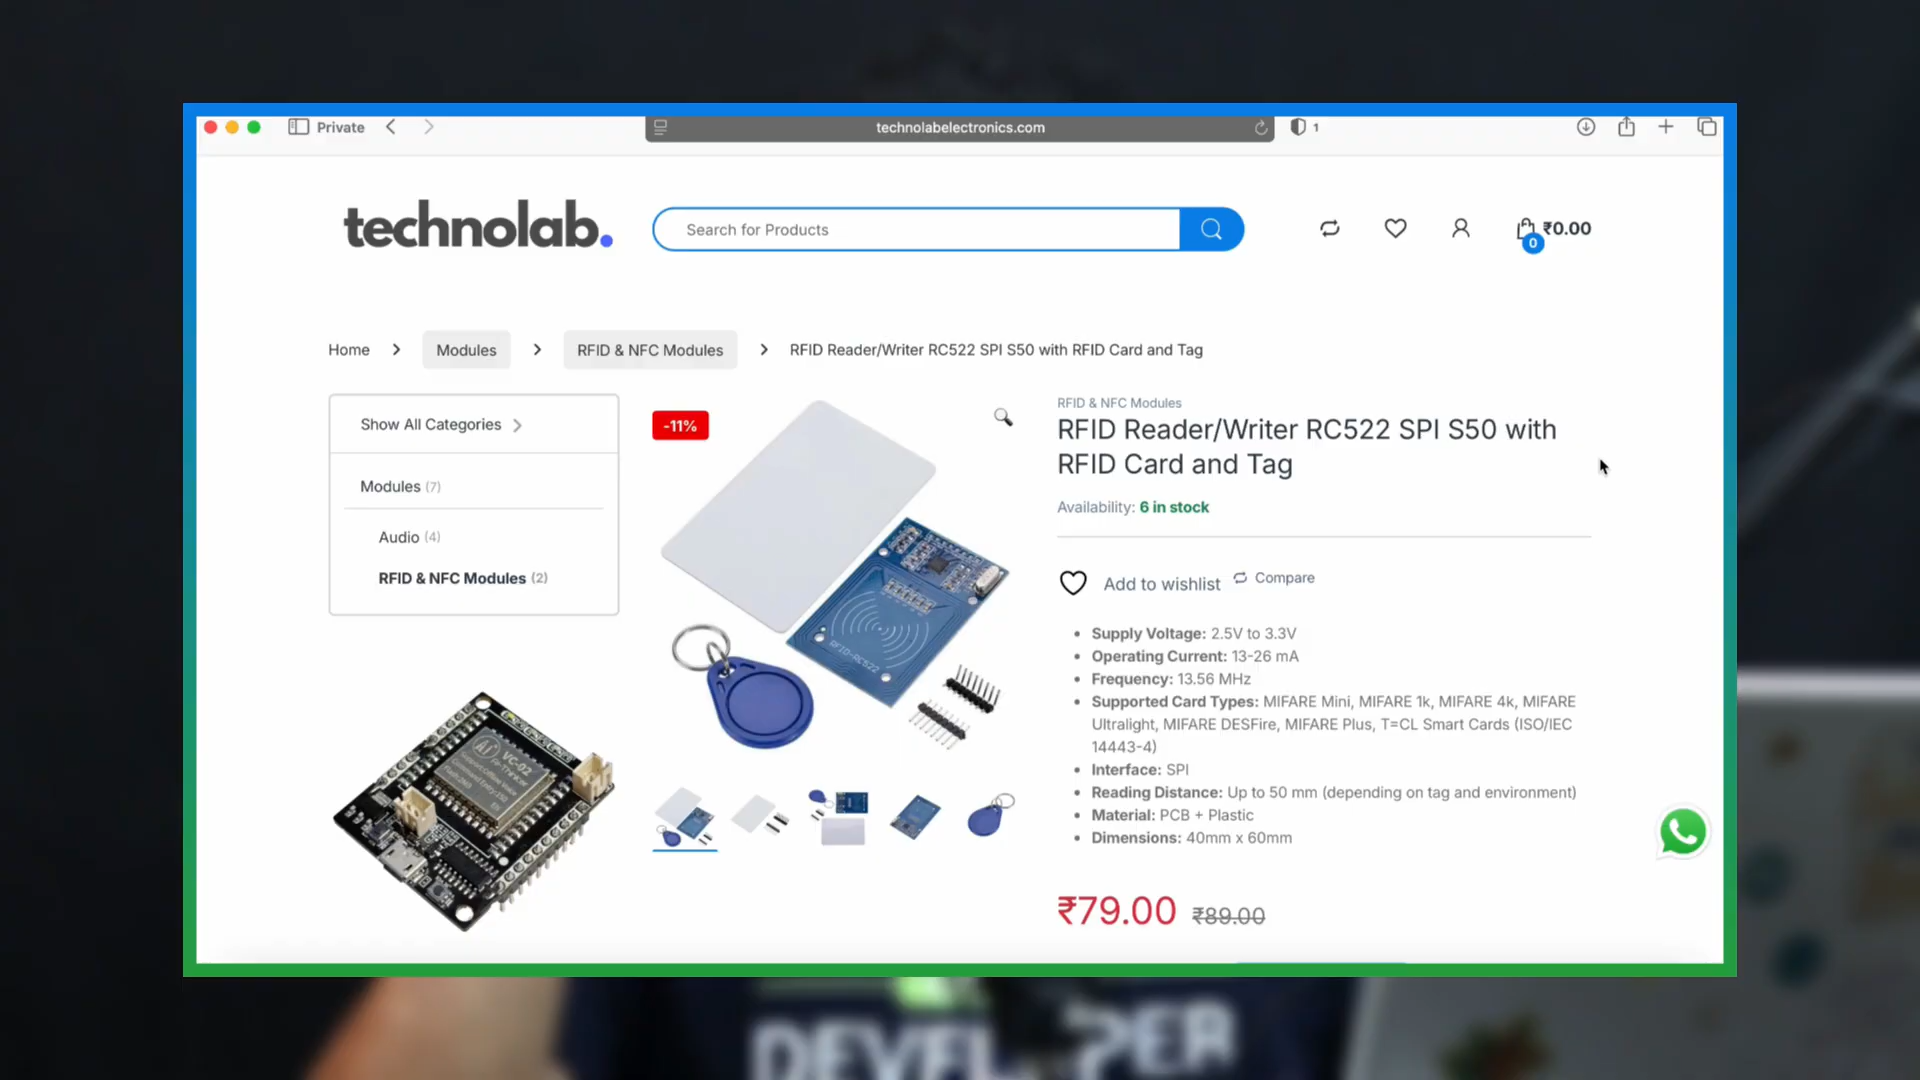 Private
technolabelectronics.com
1
technolab.
Search for Products
0
₹0.00
Home
Modules
RFID & NFC Modules
RFID Reader/Writer RC522 SPI S50 with RFID Card and Tag
Show All Categories
Modules (7)
Audio (4)
RFID & NFC Modules (2)
-11%
RFID-RC522
Ai
VC-02
RFID & NFC Modules
RFID Reader/Writer RC522 SPI S50 with
RFID Card and Tag
Availability: 6 in stock
Add to wishlist
Compare
Supply Voltage: 2.5V to 3.3V
Operating Current: 13-26 mA
Frequency: 13.56 MHz
Supported Card Types: MIFARE Mini, MIFARE 1k, MIFARE 4k, MIFARE
Ultralight, MIFARE DESFire, MIFARE Plus, T=CL Smart Cards (ISO/IEC
14443-4)
Interface: SPI
Reading Distance: Up to 50 mm (depending on tag and environment)
Material: PCB + Plastic
Dimensions: 40mm x 60mm
₹79.00 ₹89.00